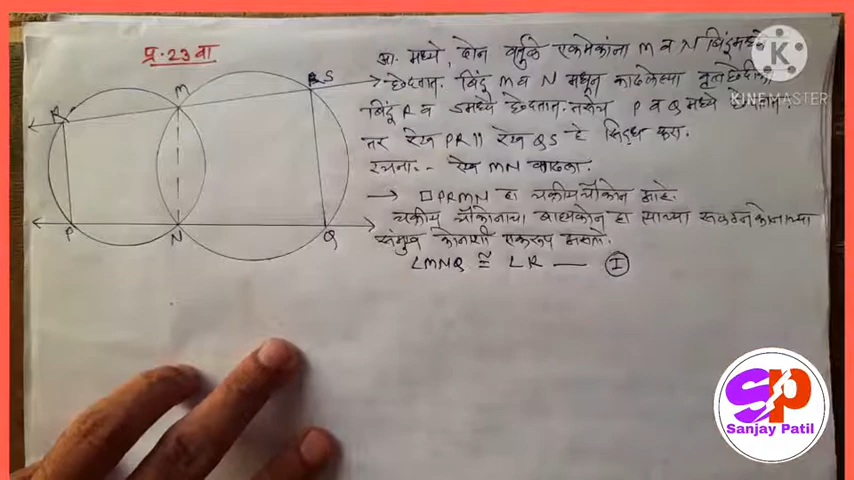 प्र. 23 वा
आ. मध्ये, दोन वर्तुळे एकमेकांना M व N बिंदूमध्ये
छेदतात. बिंदू M व N मधून काढलेल्या वृत्तछेदिका
बिंदू R व S मध्ये छेदतात. तसेच P व Q मध्ये छेदतात.
तर रेख PR || रेख QS हे सिद्ध करा.
रचना:- रेख MN काढला.
→ □PRMN हा चक्रीय चौकोन आहे.
चक्रीय चौकोनाचा बाह्यकोन हा त्याच्या संलग्न कोनाच्या
संमुख कोनाशी एकरूप असतो.
∠MNQ ≅ ∠R — I
R M S
P N Q
K
KINEMASTER
SP
Sanjay Patil